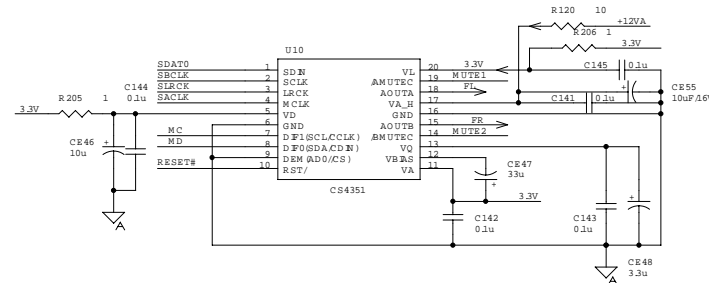 R120 10
+12VA
R206 1
3.3V
U10
SDAT0 1 SDIN VL 20 3.3V
SBCLK 2 SCLK /AMUTEC 19 MUTE1
SLRCK 3 LRCK AOUTA 18 FL
SACLK 4 MCLK VA_H 17
5 VD GND 16
6 GND AOUTB 15 FR
MC 7 DIF1(SCL/CCLK) /BMUTEC 14 MUTE2
MD 8 DIF0(SDA/CDIN) VQ 13
9 DEM(AD0/CS) VBIAS 12
RESET# 10 RST/ VA 11
CS4351
C145 0.1u
C141 0.1u
CE55
10uF/16V
3.3V
R205 1
C144
0.1u
CE46
10u
A
CE47
33u
3.3V
C142
0.1u
C143
0.1u
CE48
3.3u
A